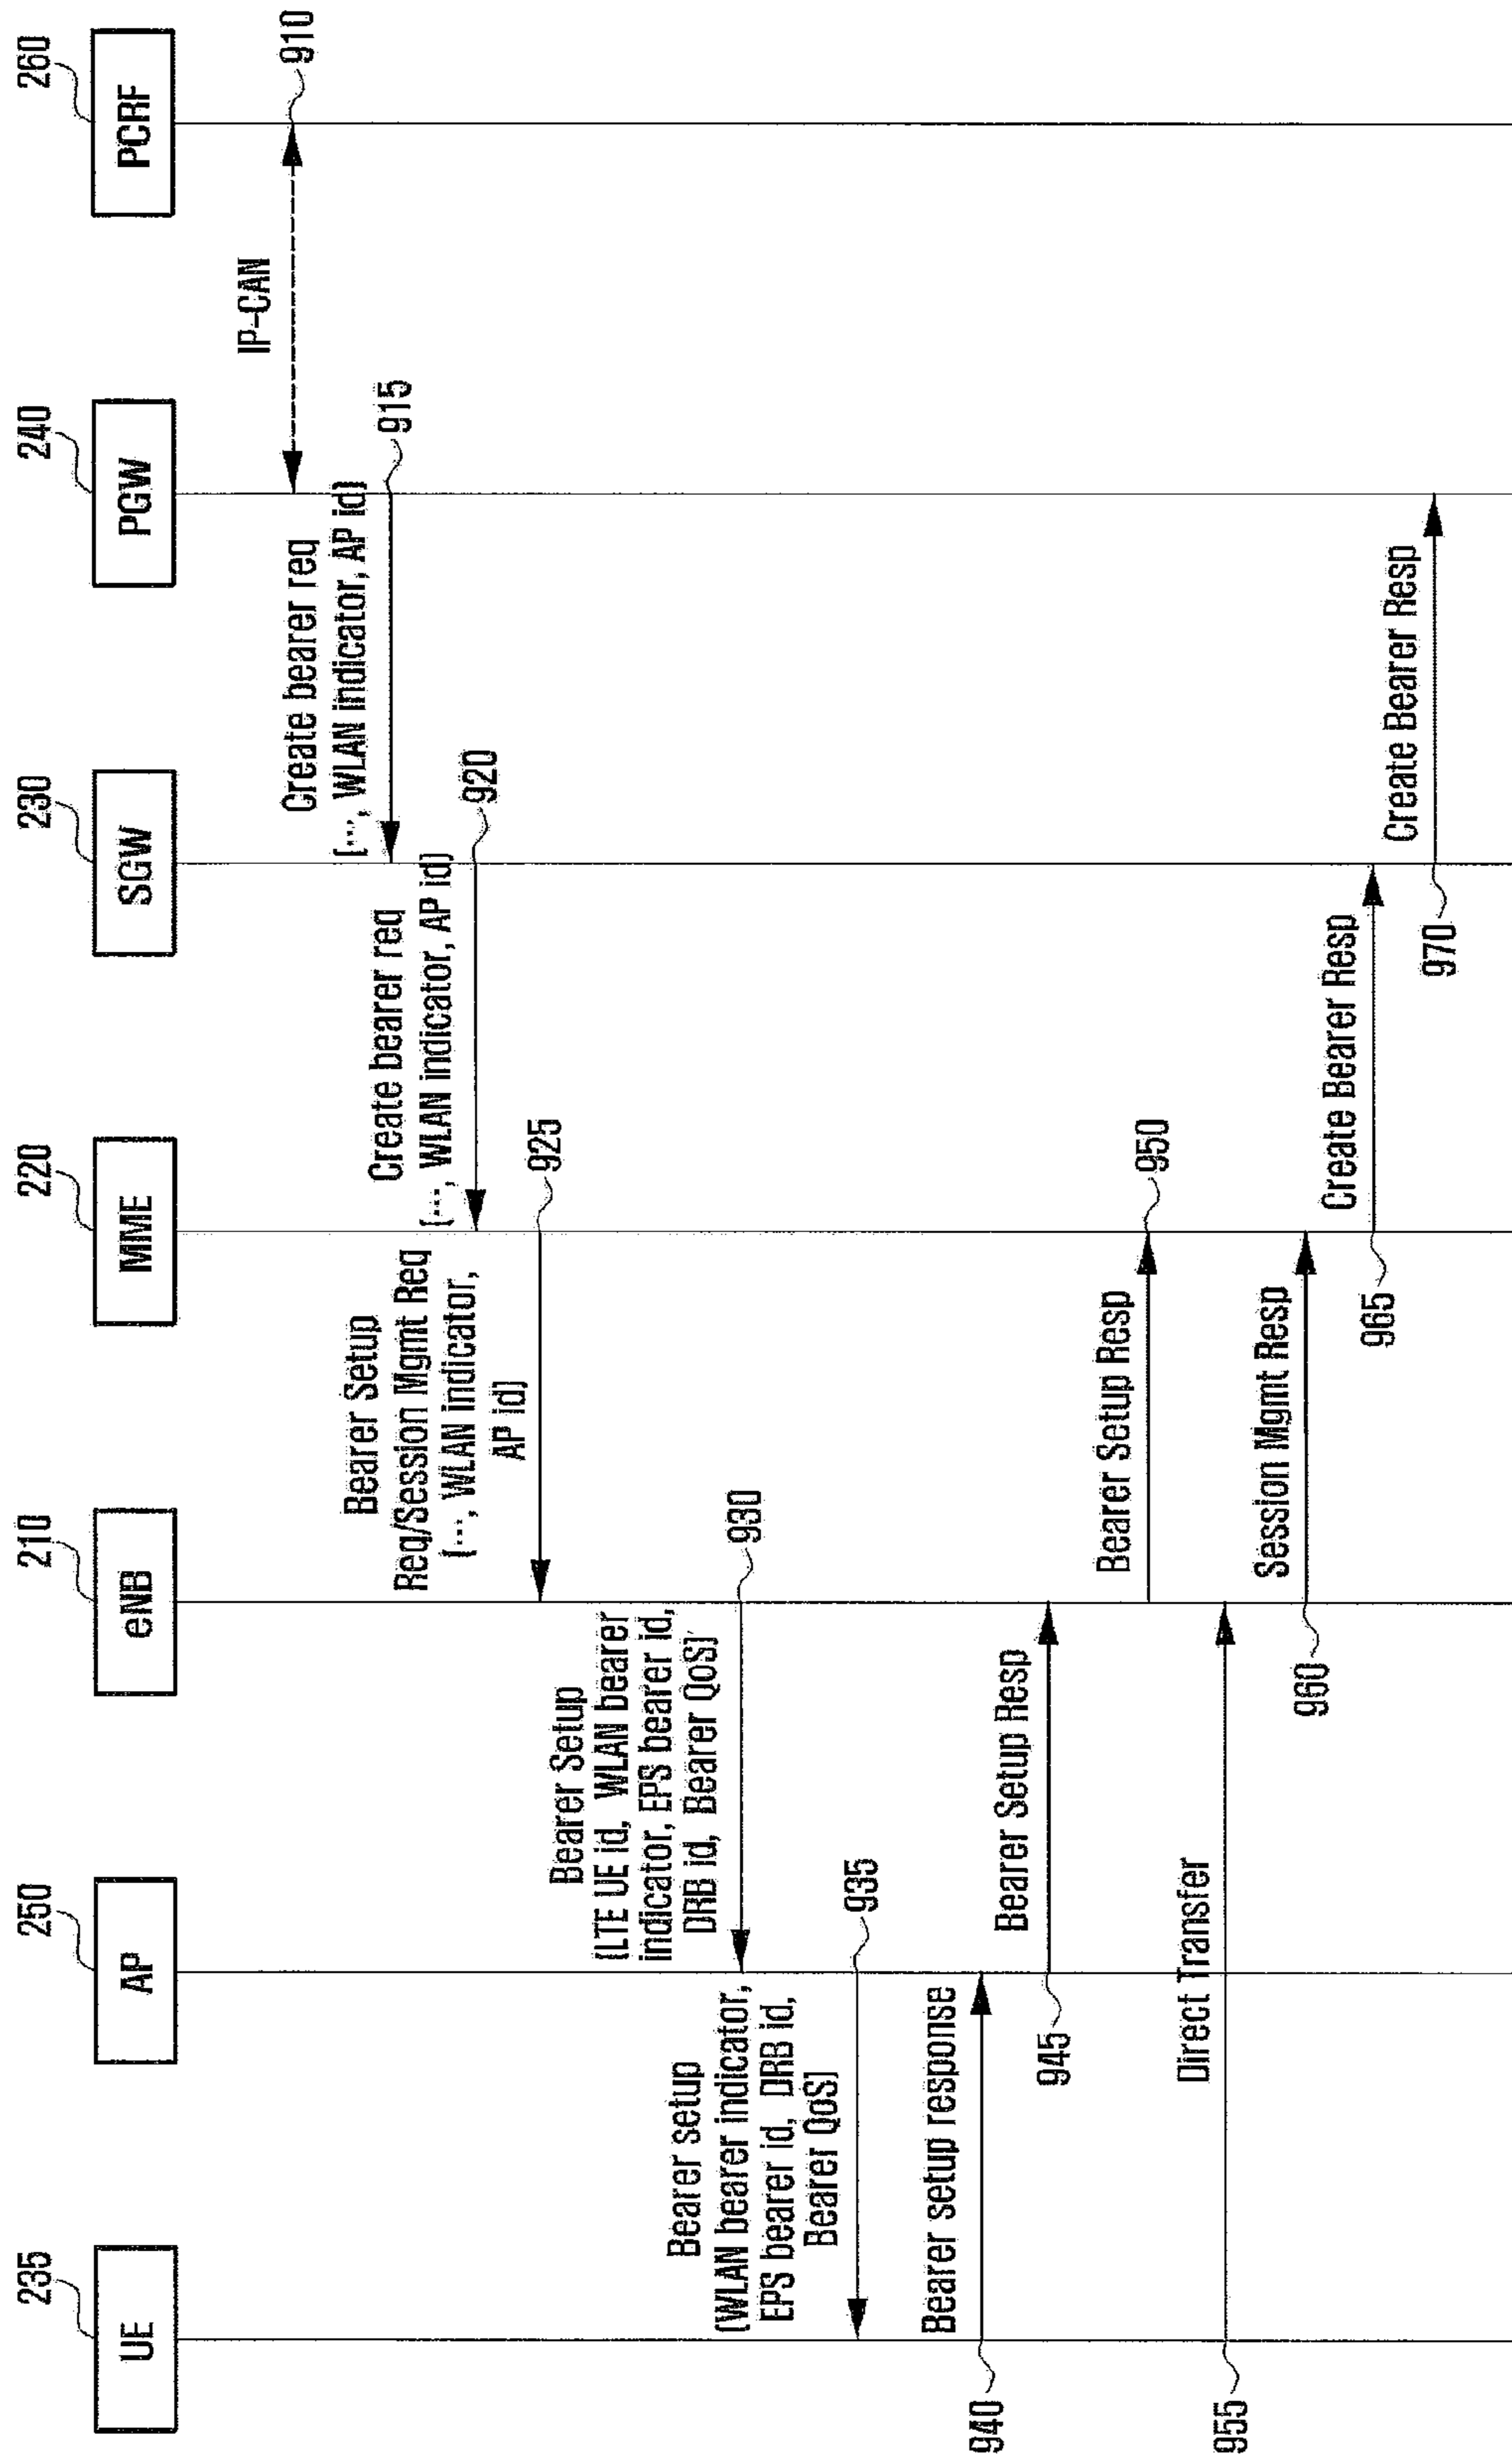 235
250
210
220
230
240
260
UE
AP
eNB
MME
SGW
PGW
PCRF
IP-CAN
910
Create bearer req
(..., WLAN indicator, AP id)
915
Create bearer req
(..., WLAN indicator, AP id)
920
Bearer Setup
Req/Session Mgmt Req
(..., WLAN indicator,
AP id)
925
Bearer Setup
(LTE UE id, WLAN bearer
indicator, EPS bearer id,
DRB id, Bearer QoS)
930
Bearer setup
(WLAN bearer indicator,
EPS bearer id, DRB id,
Bearer QoS)
935
Bearer setup response
940
Bearer Setup Resp
945
Bearer Setup Resp
950
Direct Transfer
955
Session Mgmt Resp
960
Create Bearer Resp
965
Create Bearer Resp
970